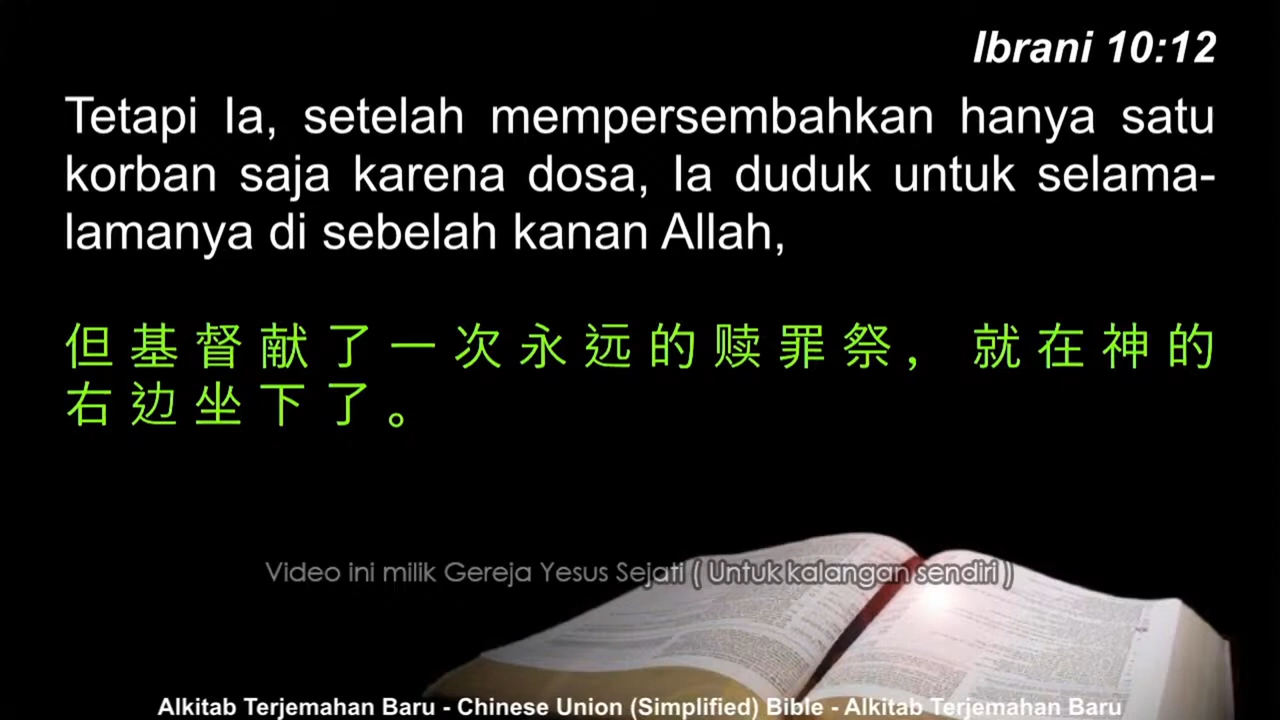 Ibrani 10:12
Tetapi Ia, setelah mempersembahkan hanya satu
korban saja karena dosa, Ia duduk untuk selama-
lamanya di sebelah kanan Allah,
但基督献了一次永远的赎罪祭，就在神的
右边坐下了。
Video ini milik Gereja Yesus Sejati ( Untuk kalangan sendiri )
Alkitab Terjemahan Baru - Chinese Union (Simplified) Bible - Alkitab Terjemahan Baru